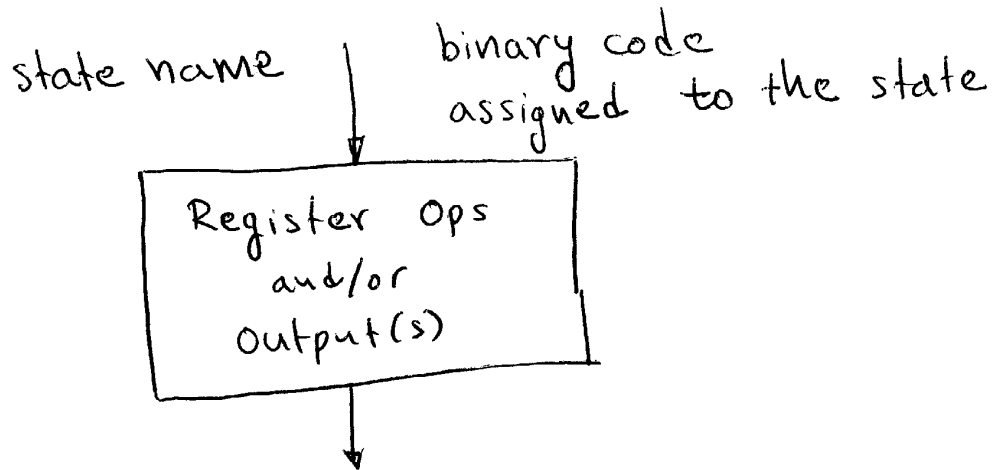 state name
binary code
assigned to the state
Register Ops
and/or
Output(s)